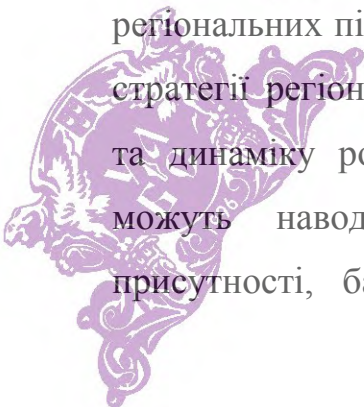 регіональних пі
стратегії регіон
та динаміку ро
можуть навод
присутності, ба